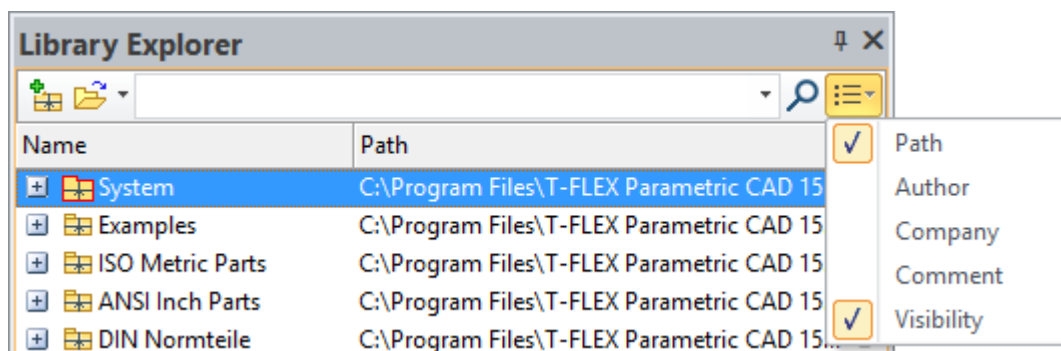 Library Explorer
Name Path
System C:\Program Files\T-FLEX Parametric CAD 15
Examples C:\Program Files\T-FLEX Parametric CAD 15
ISO Metric Parts C:\Program Files\T-FLEX Parametric CAD 15
ANSI Inch Parts C:\Program Files\T-FLEX Parametric CAD 15
DIN Normteile C:\Program Files\T-FLEX Parametric CAD 15...
Path
Author
Company
Comment
Visibility